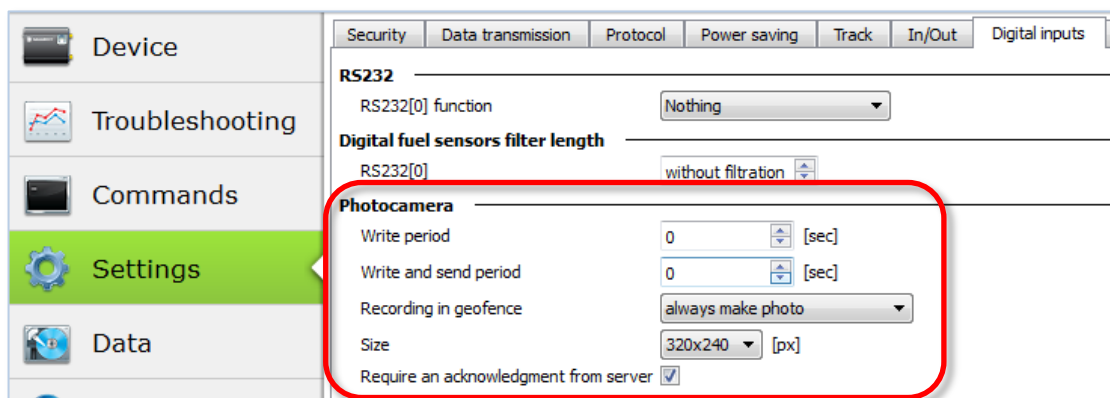 Device
Troubleshooting
Commands
Settings
Data
Security Data transmission Protocol Power saving Track In/Out Digital inputs
RS232
RS232[0] function Nothing
Digital fuel sensors filter length
RS232[0] without filtration
Photocamera
Write period 0 [sec]
Write and send period 0 [sec]
Recording in geofence always make photo
Size 320x240 [px]
Require an acknowledgment from server